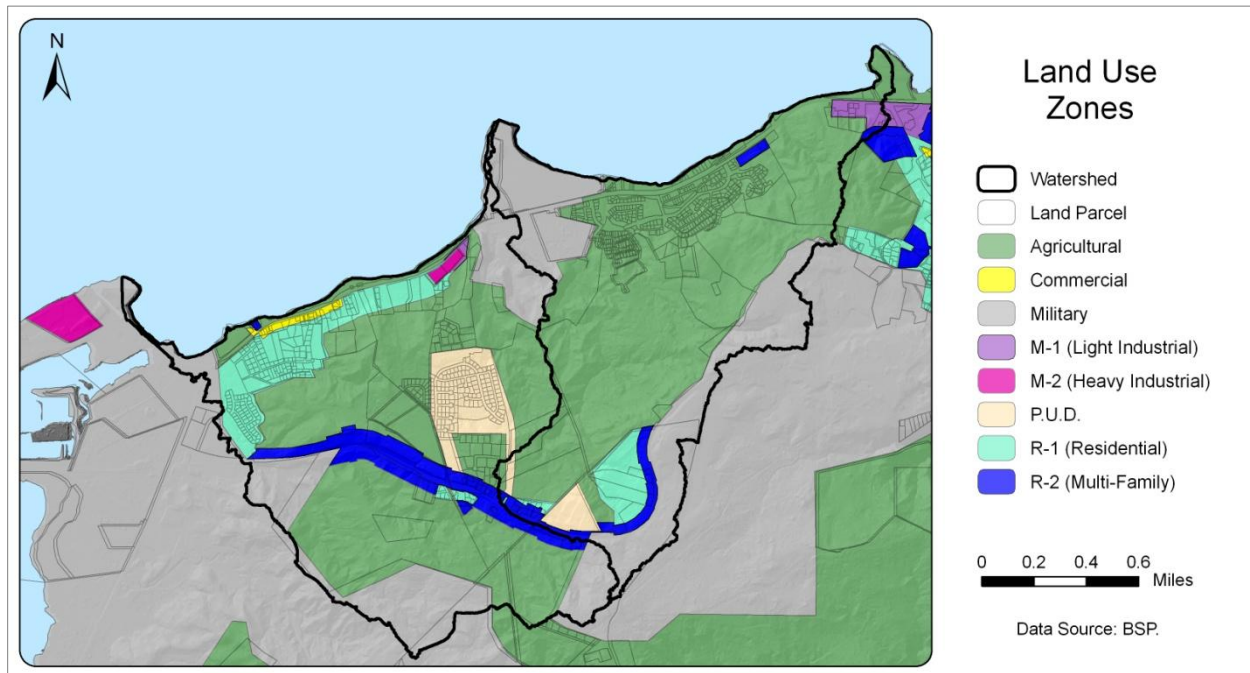 N
Land Use
Zones
Watershed
Land Parcel
Agricultural
Commercial
Military
M-1 (Light Industrial)
M-2 (Heavy Industrial)
P.U.D.
R-1 (Residential)
R-2 (Multi-Family)
0 0.2 0.4 0.6
Miles
Data Source: BSP.